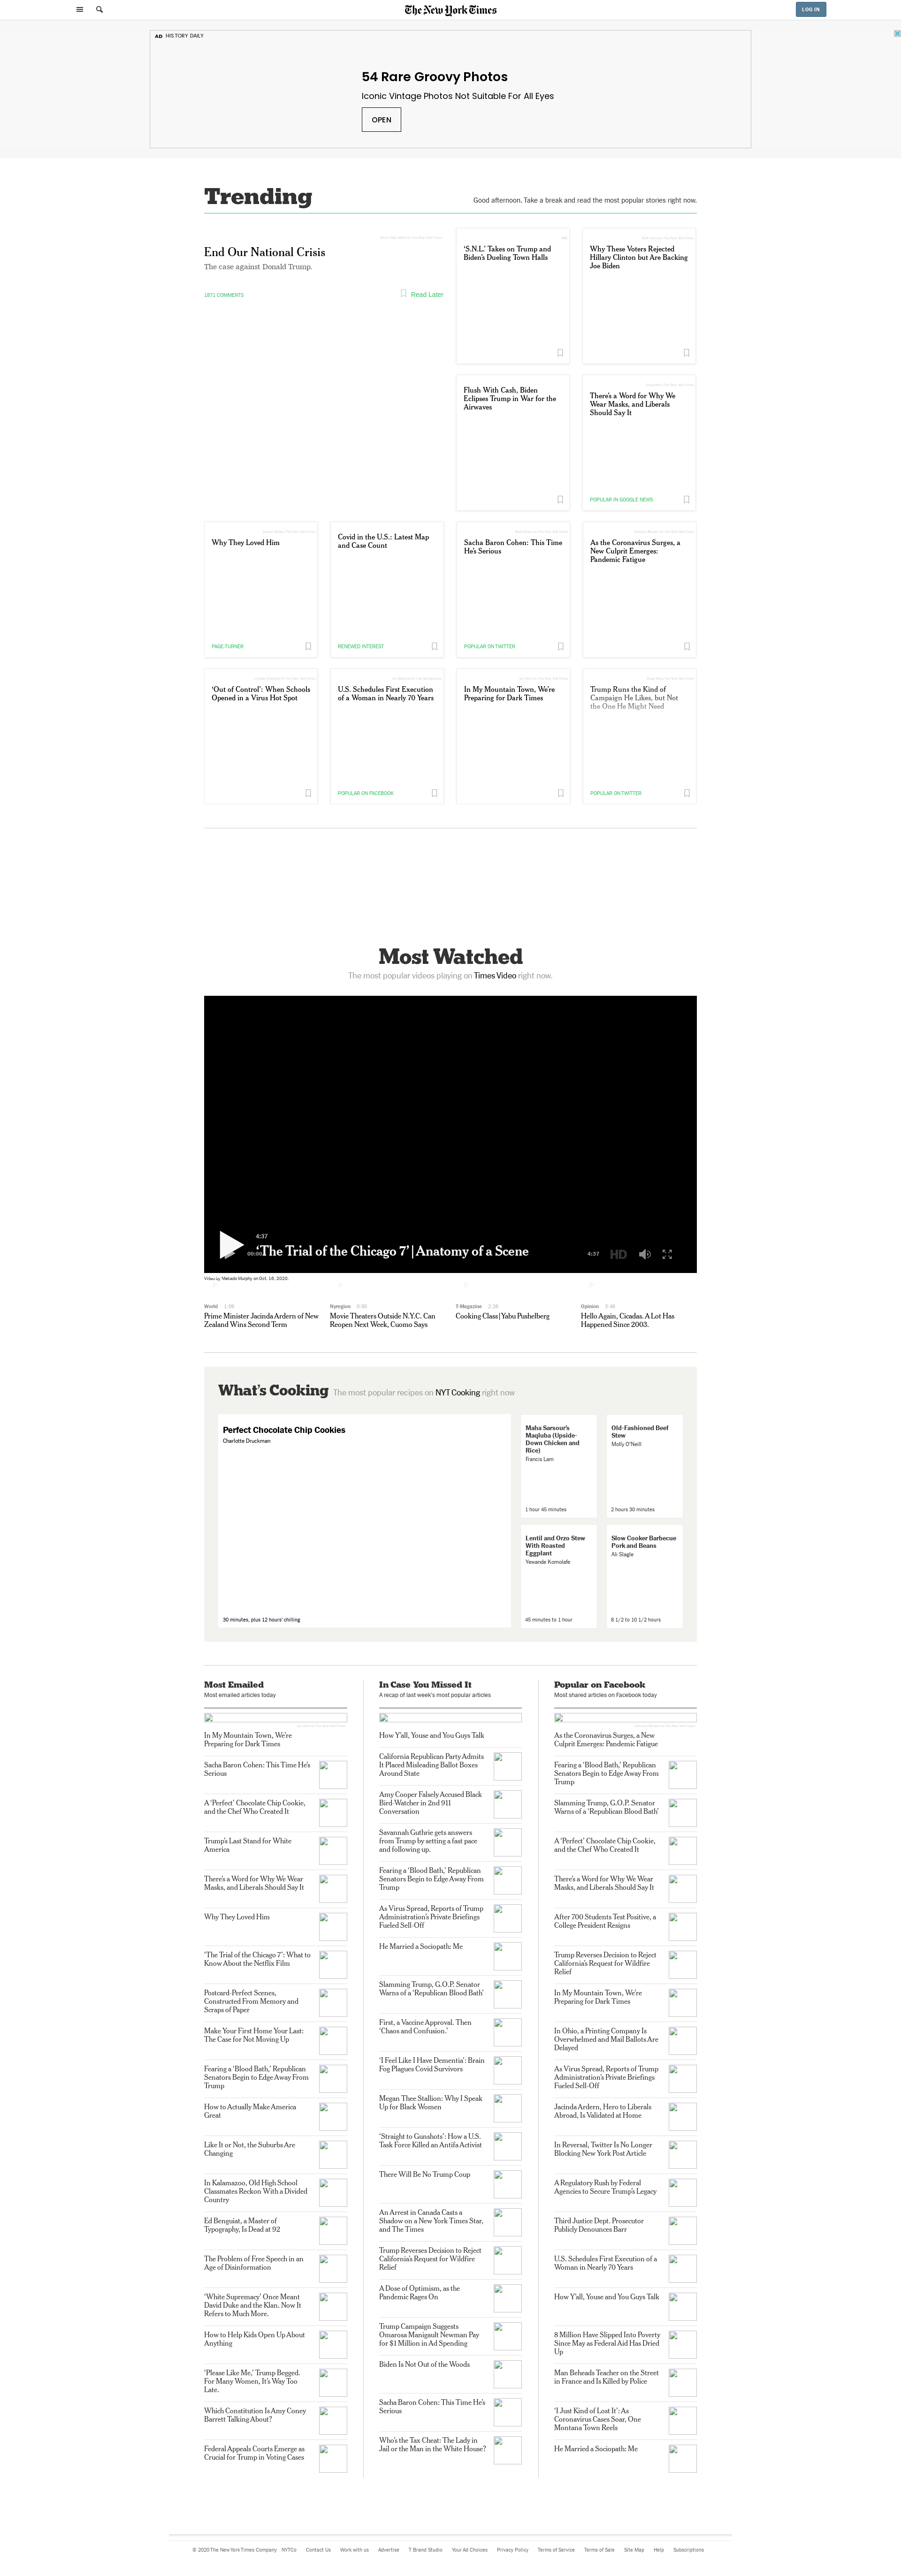 The New York Times
LOG IN
AD HISTORY DAILY
54 Rare Groovy Photos
Iconic Vintage Photos Not Suitable For All Eyes
OPEN
Trending
Good afternoon. Take a break and read the most popular stories right now.
End Our National Crisis
The case against Donald Trump.
1871 COMMENTS
Read Later
‘S.N.L.’ Takes on Trump and
Biden’s Dueling Town Halls
Why These Voters Rejected
Hillary Clinton but Are Backing
Joe Biden
Flush With Cash, Biden
Eclipses Trump in War for the
Airwaves
There’s a Word for Why We
Wear Masks, and Liberals
Should Say It
POPULAR IN GOOGLE NEWS
Why They Loved Him
PAGE-TURNER
Covid in the U.S.: Latest Map
and Case Count
RENEWED INTEREST
Sacha Baron Cohen: This Time
He’s Serious
POPULAR ON TWITTER
As the Coronavirus Surges, a
New Culprit Emerges:
Pandemic Fatigue
‘Out of Control’: When Schools
Opened in a Virus Hot Spot
U.S. Schedules First Execution
of a Woman in Nearly 70 Years
POPULAR ON FACEBOOK
In My Mountain Town, We’re
Preparing for Dark Times
Trump Runs the Kind of
Campaign He Likes, but Not
the One He Might Need
POPULAR ON TWITTER
Most Watched
The most popular videos playing on Times Video right now.
4:37
00:00
‘The Trial of the Chicago 7’ | Anatomy of a Scene
4:37
HD
Video by Mekado Murphy on Oct. 16, 2020.
World
Prime Minister Jacinda Ardern of New
Zealand Wins Second Term
Nyregion
Movie Theaters Outside N.Y.C. Can
Reopen Next Week, Cuomo Says
T-Magazine
Cooking Class | Yabu Pushelberg
Opinion
Hello Again, Cicadas. A Lot Has
Happened Since 2003.
What’s Cooking The most popular recipes on NYT Cooking right now
Perfect Chocolate Chip Cookies
Charlotte Druckman
30 minutes, plus 12 hours' chilling
Maha Sarsour’s
Maqluba (Upside-
Down Chicken and
Rice)
Francis Lam
1 hour 45 minutes
Old-Fashioned Beef
Stew
Molly O'Neill
2 hours 30 minutes
Lentil and Orzo Stew
With Roasted
Eggplant
Yewande Komolafe
45 minutes to 1 hour
Slow Cooker Barbecue
Pork and Beans
Ali Slagle
8 1/2 to 10 1/2 hours
Most Emailed
Most emailed articles today
In My Mountain Town, We’re
Preparing for Dark Times
Sacha Baron Cohen: This Time He’s
Serious
A ‘Perfect’ Chocolate Chip Cookie,
and the Chef Who Created It
Trump’s Last Stand for White
America
There’s a Word for Why We Wear
Masks, and Liberals Should Say It
Why They Loved Him
‘The Trial of the Chicago 7’: What to
Know About the Netflix Film
Postcard-Perfect Scenes,
Constructed From Memory and
Scraps of Paper
Make Your First Home Your Last:
The Case for Not Moving Up
Fearing a ‘Blood Bath,’ Republican
Senators Begin to Edge Away From
Trump
How to Actually Make America
Great
Like It or Not, the Suburbs Are
Changing
In Kalamazoo, Old High School
Classmates Reckon With a Divided
Country
Ed Benguiat, a Master of
Typography, Is Dead at 92
The Problem of Free Speech in an
Age of Disinformation
‘White Supremacy’ Once Meant
David Duke and the Klan. Now It
Refers to Much More.
How to Help Kids Open Up About
Anything
‘Please Like Me,’ Trump Begged.
For Many Women, It’s Way Too
Late.
Which Constitution Is Amy Coney
Barrett Talking About?
Federal Appeals Courts Emerge as
Crucial for Trump in Voting Cases
In Case You Missed It
A recap of last week’s most popular articles
How Y’all, Youse and You Guys Talk
California Republican Party Admits
It Placed Misleading Ballot Boxes
Around State
Amy Cooper Falsely Accused Black
Bird-Watcher in 2nd 911
Conversation
Savannah Guthrie gets answers
from Trump by setting a fast pace
and following up.
Fearing a ‘Blood Bath,’ Republican
Senators Begin to Edge Away From
Trump
As Virus Spread, Reports of Trump
Administration’s Private Briefings
Fueled Sell-Off
He Married a Sociopath: Me
Slamming Trump, G.O.P. Senator
Warns of a ‘Republican Blood Bath’
First, a Vaccine Approval. Then
‘Chaos and Confusion.’
‘I Feel Like I Have Dementia’: Brain
Fog Plagues Covid Survivors
Megan Thee Stallion: Why I Speak
Up for Black Women
‘Straight to Gunshots’: How a U.S.
Task Force Killed an Antifa Activist
There Will Be No Trump Coup
An Arrest in Canada Casts a
Shadow on a New York Times Star,
and The Times
Trump Reverses Decision to Reject
California’s Request for Wildfire
Relief
A Dose of Optimism, as the
Pandemic Rages On
Trump Campaign Suggests
Omarosa Manigault Newman Pay
for $1 Million in Ad Spending
Biden Is Not Out of the Woods
Sacha Baron Cohen: This Time He’s
Serious
Who’s the Tax Cheat: The Lady in
Jail or the Man in the White House?
Popular on Facebook
Most shared articles on Facebook today
As the Coronavirus Surges, a New
Culprit Emerges: Pandemic Fatigue
Fearing a ‘Blood Bath,’ Republican
Senators Begin to Edge Away From
Trump
Slamming Trump, G.O.P. Senator
Warns of a ‘Republican Blood Bath’
A ‘Perfect’ Chocolate Chip Cookie,
and the Chef Who Created It
There’s a Word for Why We Wear
Masks, and Liberals Should Say It
After 700 Students Test Positive, a
College President Resigns
Trump Reverses Decision to Reject
California’s Request for Wildfire
Relief
In My Mountain Town, We’re
Preparing for Dark Times
In Ohio, a Printing Company Is
Overwhelmed and Mail Ballots Are
Delayed
As Virus Spread, Reports of Trump
Administration’s Private Briefings
Fueled Sell-Off
Jacinda Ardern, Hero to Liberals
Abroad, Is Validated at Home
In Reversal, Twitter Is No Longer
Blocking New York Post Article
A Regulatory Rush by Federal
Agencies to Secure Trump’s Legacy
Third Justice Dept. Prosecutor
Publicly Denounces Barr
U.S. Schedules First Execution of a
Woman in Nearly 70 Years
How Y’all, Youse and You Guys Talk
8 Million Have Slipped Into Poverty
Since May as Federal Aid Has Dried
Up
Man Beheads Teacher on the Street
in France and Is Killed by Police
‘I Just Kind of Lost It’: As
Coronavirus Cases Soar, One
Montana Town Reels
He Married a Sociopath: Me
© 2020 The New York Times Company NYTCo Contact Us Work with us Advertise T Brand Studio Your Ad Choices Privacy Policy Terms of Service Terms of Sale Site Map Help Subscriptions